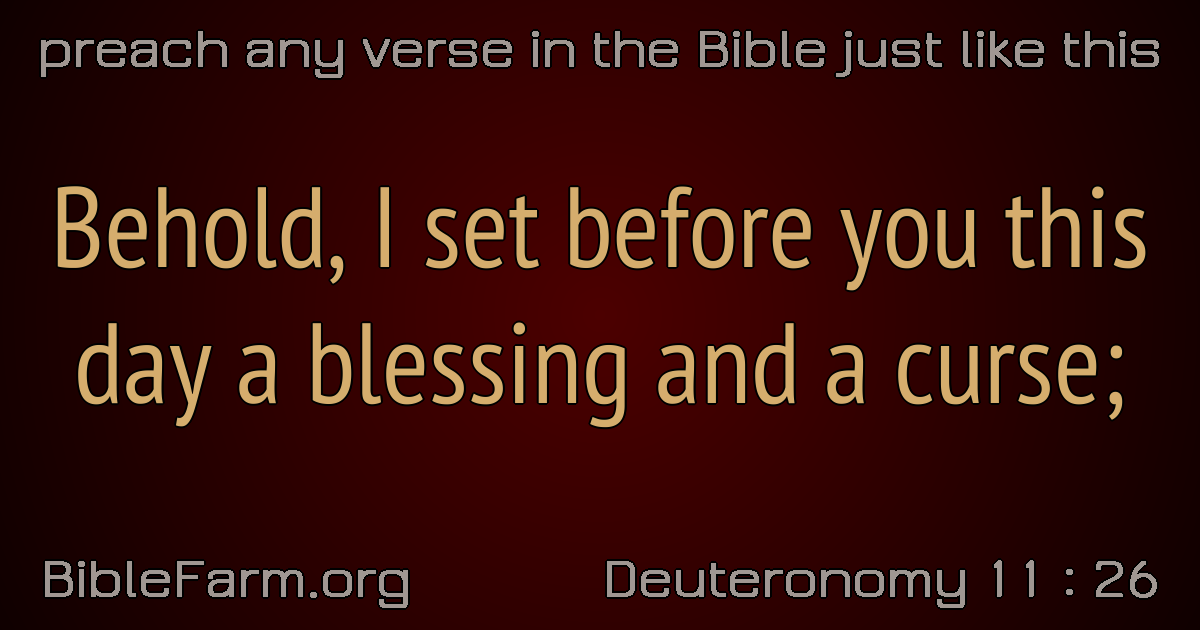 preach any verse in the Bible just like this
Behold, I set before you this
day a blessing and a curse;
BibleFarm.org
Deuteronomy 11 : 26